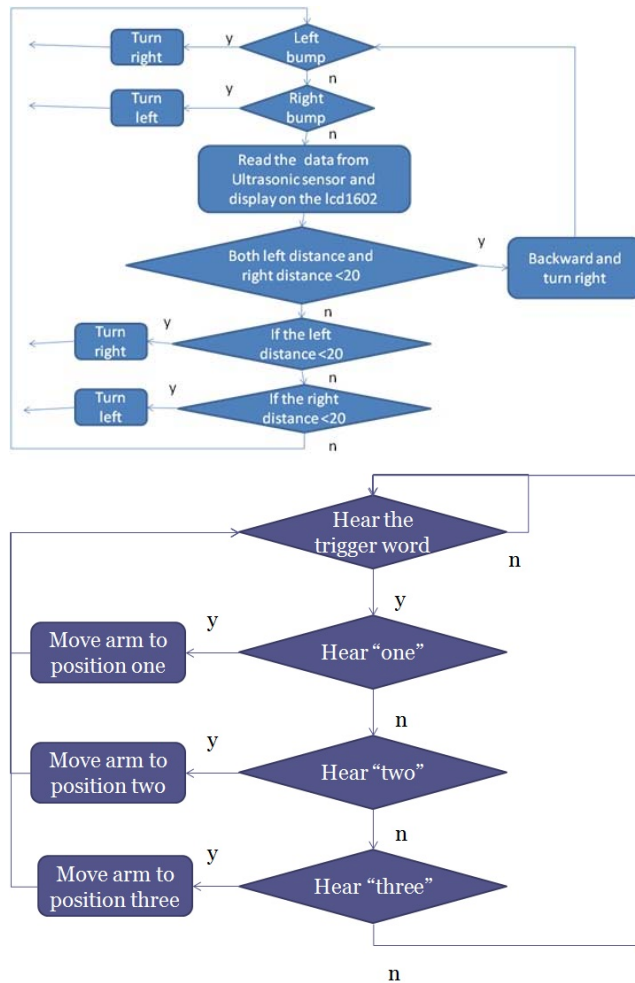 Turn
right
y
Left
bump
n
Turn
left
y
Right
bump
n
Read the data from
Ultrasonic sensor and
display on the lcd1602
Both left distance and
right distance <20
y
Backward and
turn right
n
Turn
right
y
If the left
distance <20
n
Turn
left
y
If the right
distance <20
n
Hear the
trigger word
n
y
Move arm to
position one
y
Hear “one”
n
Move arm to
position two
y
Hear “two”
n
Move arm to
position three
y
Hear “three”
n